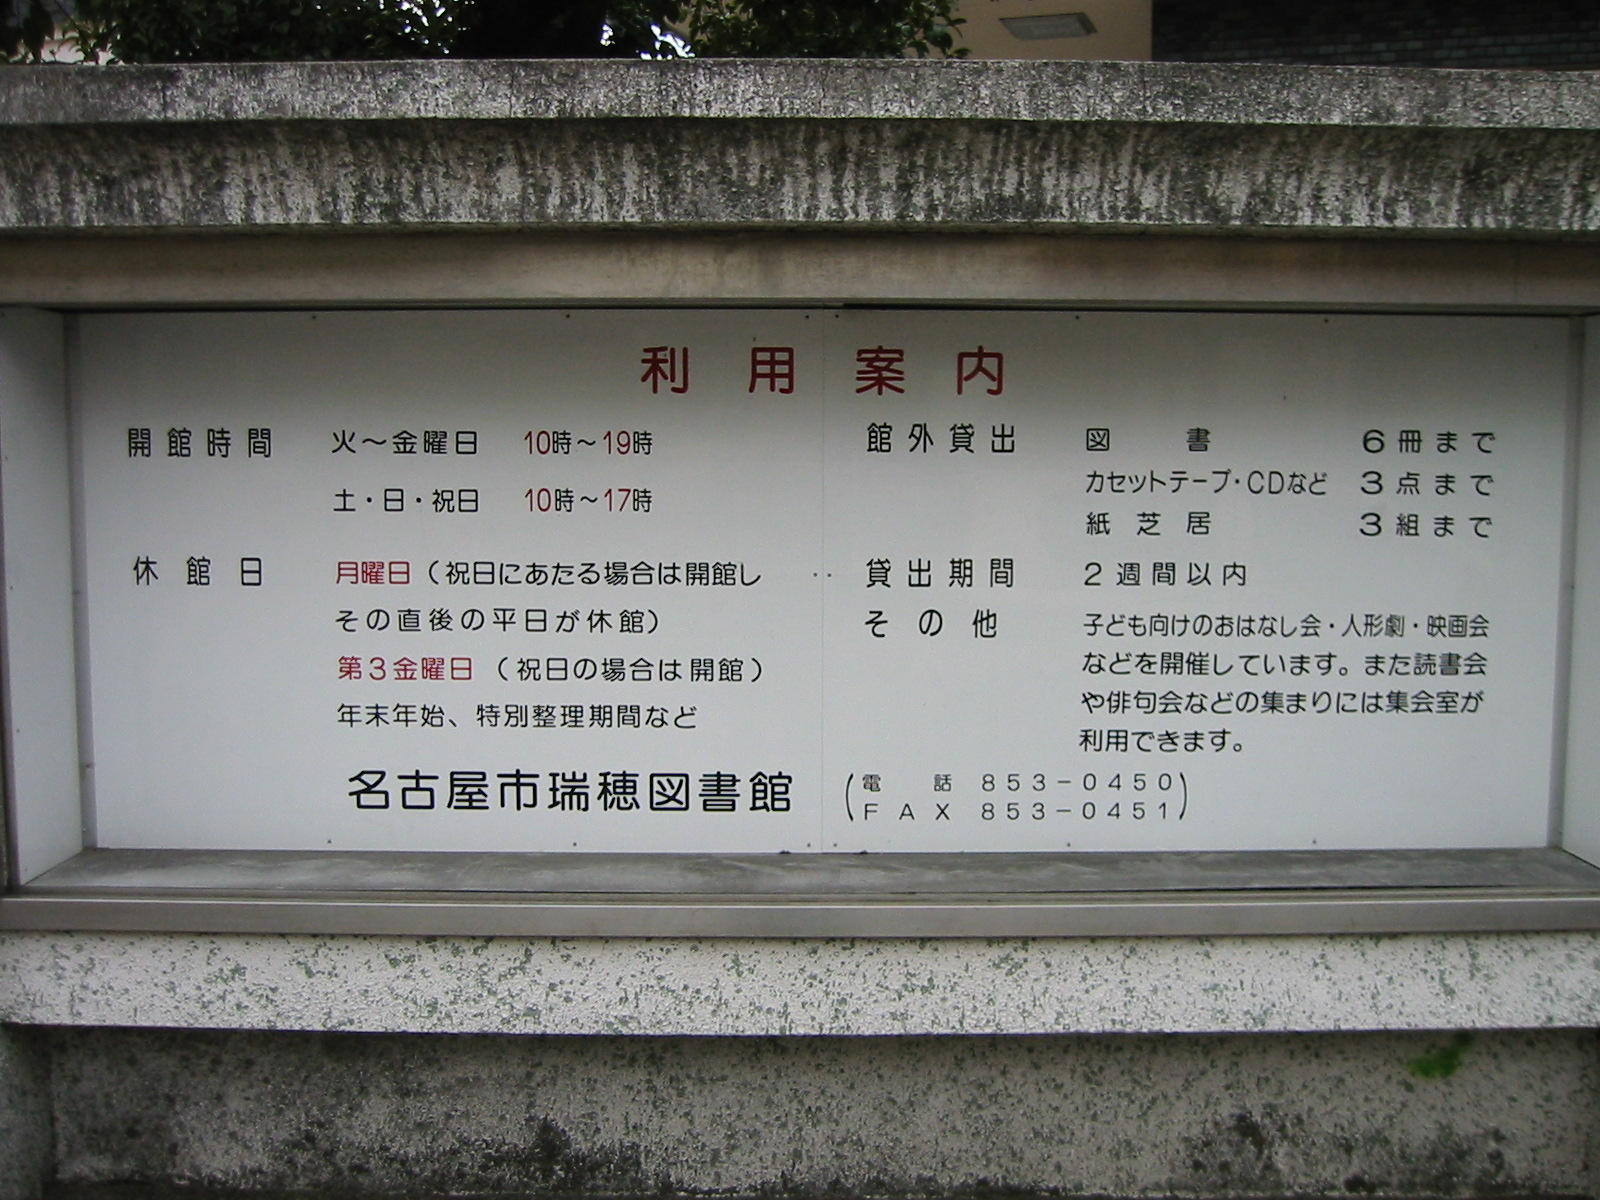 利用案内
開館時間 火～金曜日 10時～19時
土・日・祝日 10時～17時
休館日 月曜日（祝日にあたる場合は開館し
その直後の平日が休館）
第3金曜日（祝日の場合は開館）
年末年始、特別整理期間など
館外貸出 図書 6冊まで
カセットテープ・CDなど 3点まで
紙芝居 3組まで
貸出期間 2週間以内
その他 子ども向けのおはなし会・人形劇・映画会
などを開催しています。また読書会
や俳句会などの集まりには集会室が
利用できます。
名古屋市瑞穂図書館
電話 853-0450
FAX 853-0451